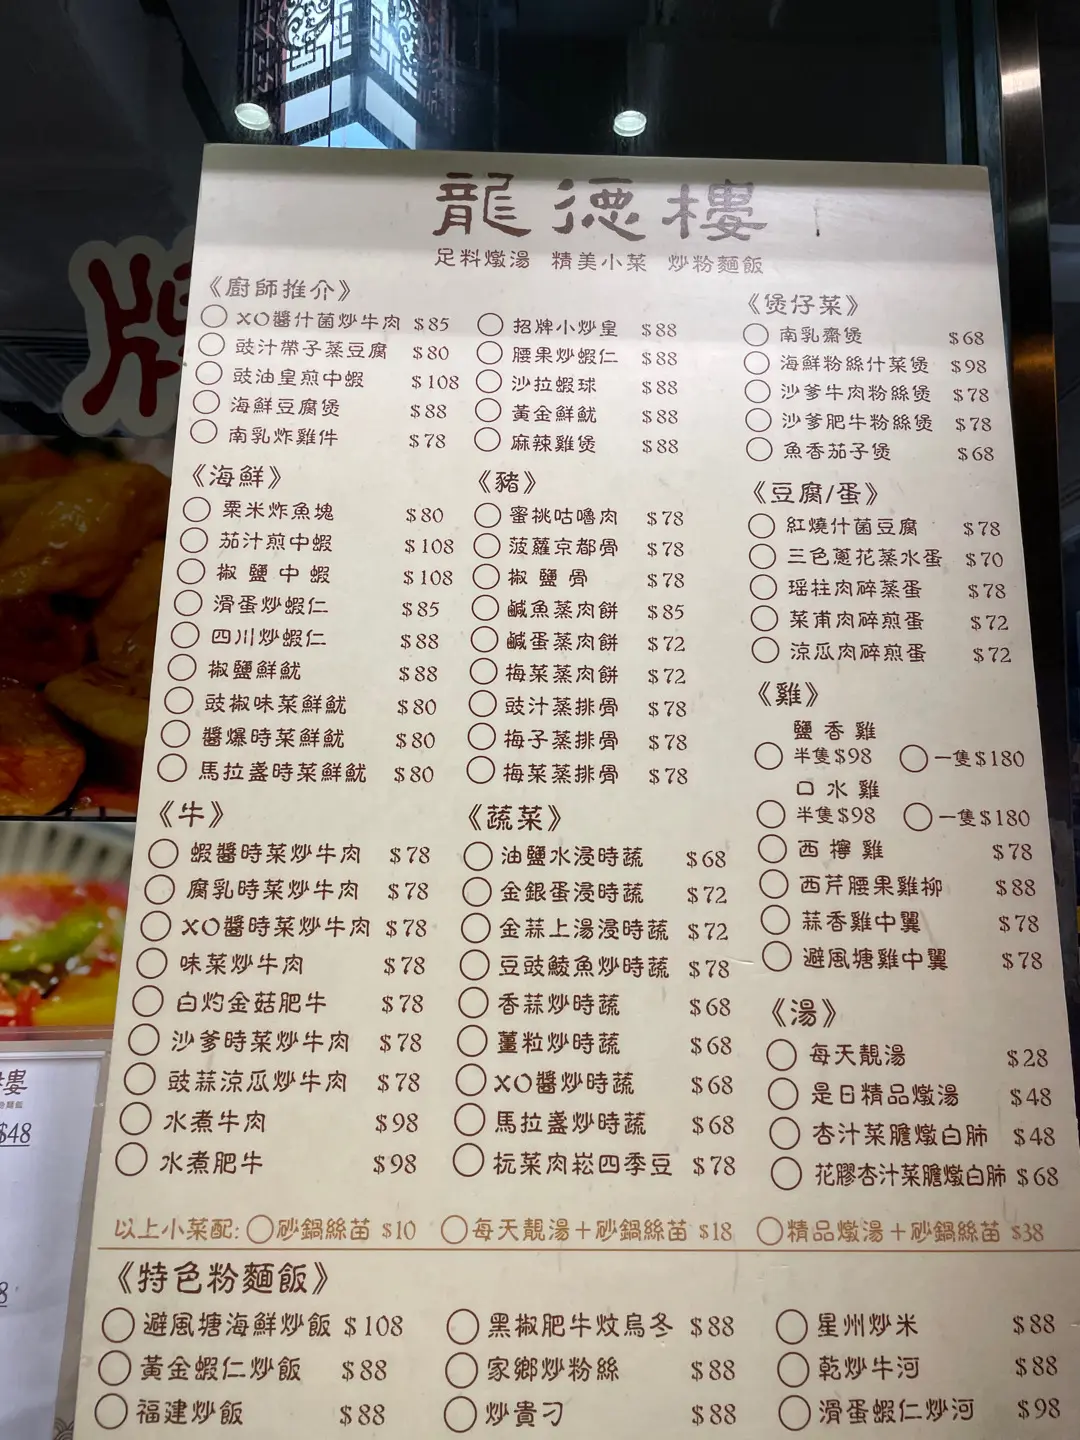 龍德樓
足料燉湯 精美小菜 炒粉麵飯
《廚師推介》
XO醬什菌炒牛肉 $85
豉汁帶子蒸豆腐 $80
豉油皇煎中蝦 $108
海鮮豆腐煲 $88
南乳炸雞件 $78
招牌小炒皇 $88
腰果炒蝦仁 $88
沙拉蝦球 $88
黃金鮮魷 $88
麻辣雞煲 $88
《煲仔菜》
南乳齋煲 $68
海鮮粉絲什菜煲 $98
沙爹牛肉粉絲煲 $78
沙爹肥牛粉絲煲 $78
魚香茄子煲 $68
《海鮮》
粟米炸魚塊 $80
茄汁煎中蝦 $108
椒鹽中蝦 $108
滑蛋炒蝦仁 $85
四川炒蝦仁 $88
椒鹽鮮魷 $88
豉椒味菜鮮魷 $80
醬爆時菜鮮魷 $80
馬拉盞時菜鮮魷 $80
《豬》
蜜桃咕嚕肉 $78
菠蘿京都骨 $78
椒鹽骨 $78
鹹魚蒸肉餅 $85
鹹蛋蒸肉餅 $72
梅菜蒸肉餅 $72
豉汁蒸排骨 $78
梅子蒸排骨 $78
梅菜蒸排骨 $78
《豆腐/蛋》
紅燒什菌豆腐 $78
三色蔥花蒸水蛋 $70
瑶柱肉碎蒸蛋 $78
菜甫肉碎煎蛋 $72
涼瓜肉碎煎蛋 $72
《雞》
鹽香雞
半隻$98 一隻$180
口水雞
半隻$98 一隻$180
西檸雞 $78
西芹腰果雞柳 $88
蒜香雞中翼 $78
避風塘雞中翼 $78
《牛》
蝦醬時菜炒牛肉 $78
腐乳時菜炒牛肉 $78
XO醬時菜炒牛肉 $78
味菜炒牛肉 $78
白灼金菇肥牛 $78
沙爹時菜炒牛肉 $78
豉蒜涼瓜炒牛肉 $78
水煮牛肉 $98
水煮肥牛 $98
《蔬菜》
油鹽水浸時蔬 $68
金銀蛋浸時蔬 $72
金蒜上湯浸時蔬 $72
豆豉鯪魚炒時蔬 $78
香蒜炒時蔬 $68
薑粒炒時蔬 $68
XO醬炒時蔬 $68
馬拉盞炒時蔬 $68
杬菜肉崧四季豆 $78
《湯》
每天靚湯 $28
是日精品燉湯 $48
杏汁菜膽燉白肺 $48
花膠杏汁菜膽燉白肺 $68
以上小菜配: 砂鍋絲苗 $10 每天靚湯+砂鍋絲苗 $18 精品燉湯+砂鍋絲苗 $38
《特色粉麵飯》
避風塘海鮮炒飯 $108
黃金蝦仁炒飯 $88
福建炒飯 $88
黑椒肥牛炆烏冬 $88
家鄉炒粉絲 $88
炒貴刁 $88
星州炒米 $88
乾炒牛河 $88
滑蛋蝦仁炒河 $98
牌
樓
$48
8